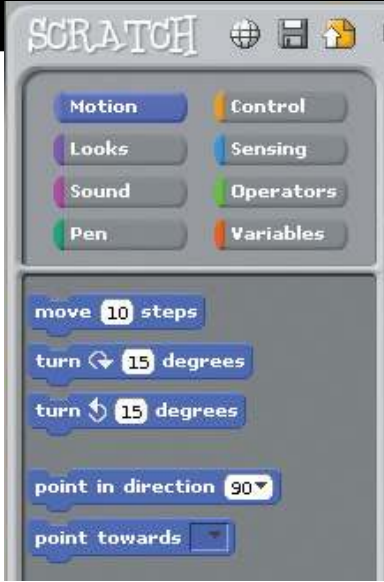 SCRATCH
Motion Control
Looks Sensing
Sound Operators
Pen Variables
move 10 steps
turn 15 degrees
turn 15 degrees
point in direction 90
point towards